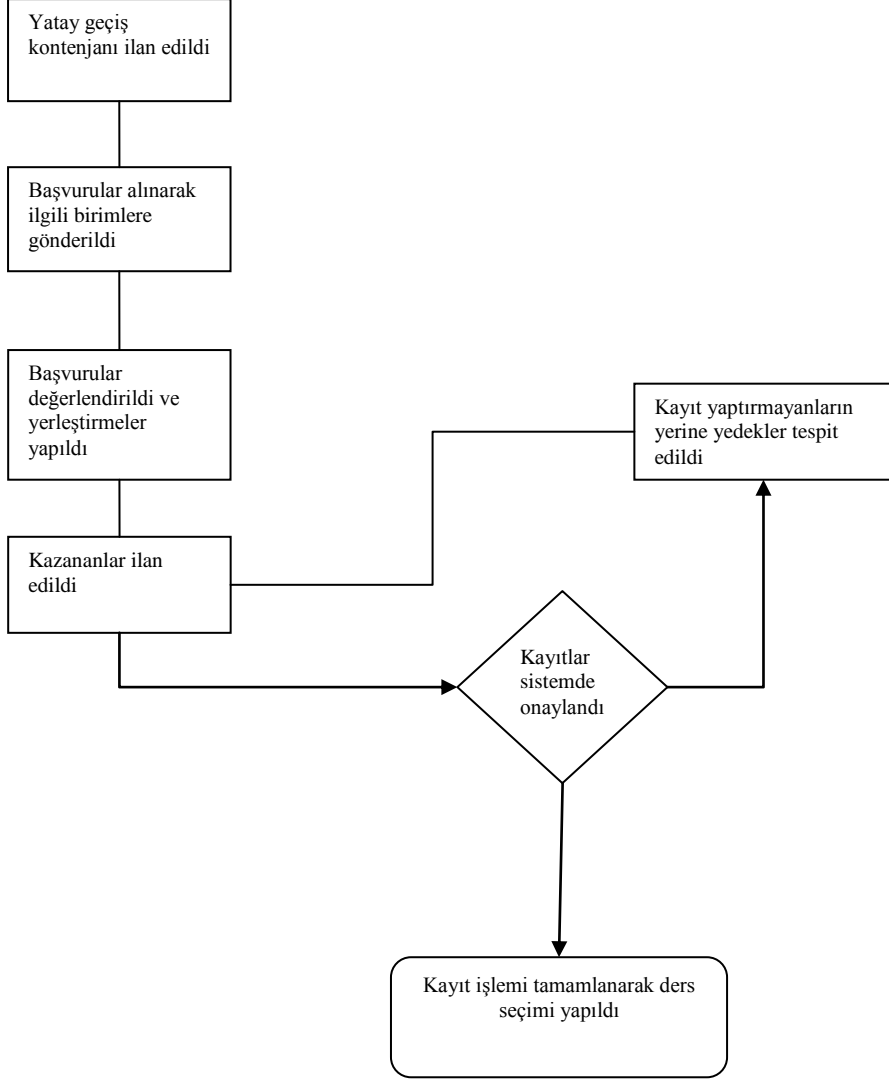 Yatay geçiş
kontenjanı ilan edildi
Başvurular alınarak
ilgili birimlere
gönderildi
Başvurular
değerlendirildi ve
yerleştirmeler
yapıldı
Kayıt yaptırmayanların
yerine yedekler tespit
edildi
Kazananlar ilan
edildi
Kayıtlar
sistemde
onaylandı
Kayıt işlemi tamamlanarak ders
seçimi yapıldı